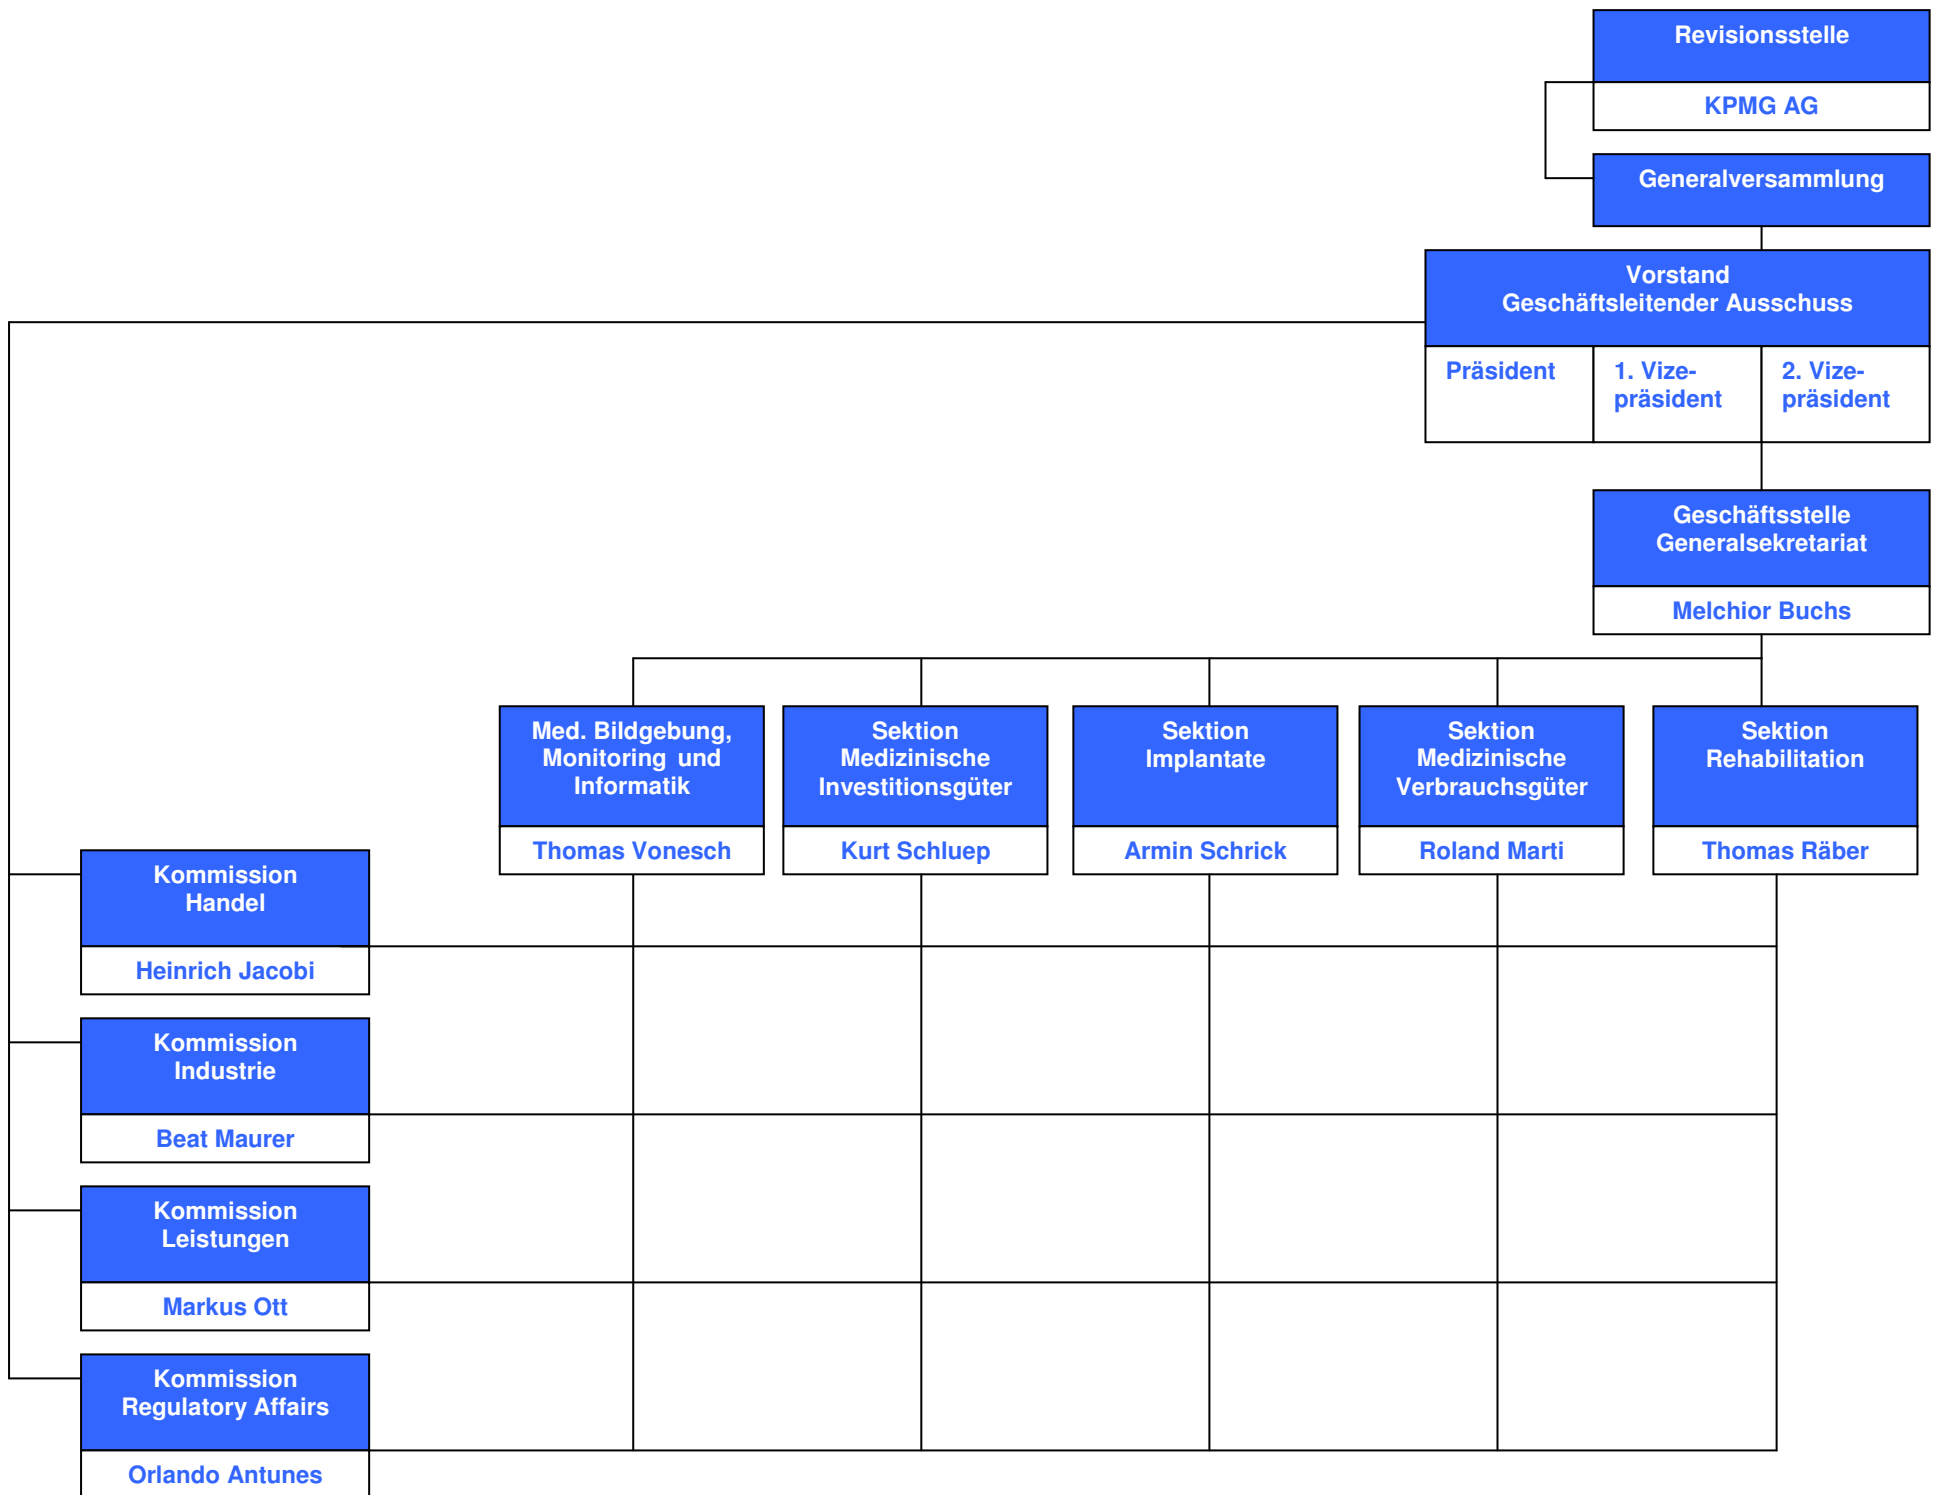 Revisionsstelle
KPMG AG
Generalversammlung
Vorstand
Geschäftsleitender Ausschuss
Präsident
1. Vize-
präsident
2. Vize-
präsident
Geschäftsstelle
Generalsekretariat
Melchior Buchs
Med. Bildgebung,
Monitoring und
Informatik
Thomas Vonesch
Sektion
Medizinische
Investitionsgüter
Kurt Schluep
Sektion
Implantate
Armin Schrick
Sektion
Medizinische
Verbrauchsgüter
Roland Marti
Sektion
Rehabilitation
Thomas Räber
Kommission
Handel
Heinrich Jacobi
Kommission
Industrie
Beat Maurer
Kommission
Leistungen
Markus Ott
Kommission
Regulatory Affairs
Orlando Antunes